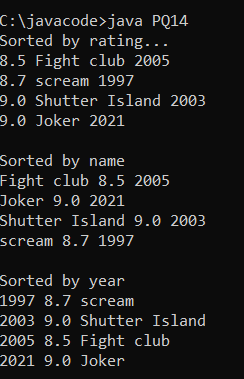 C:\javacode>java PQ14
Sorted by rating...
8.5 Fight club 2005
8.7 scream 1997
9.0 Shutter Island 2003
9.0 Joker 2021

Sorted by name
Fight club 8.5 2005
Joker 9.0 2021
Shutter Island 9.0 2003
scream 8.7 1997

Sorted by year
1997 8.7 scream
2003 9.0 Shutter Island
2005 8.5 Fight club
2021 9.0 Joker